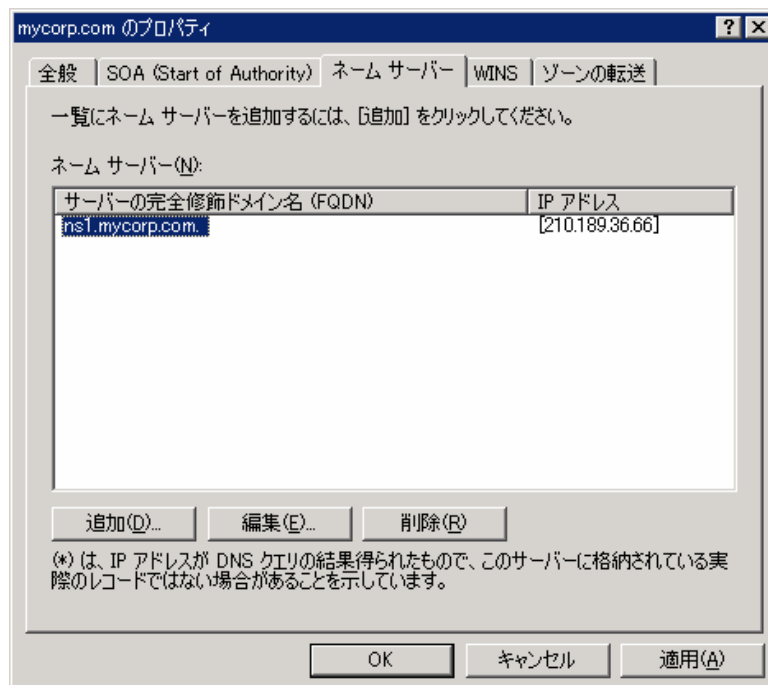 mycorp.com のプロパティ
全般 SOA (Start of Authority) ネーム サーバー WINS ゾーンの転送
一覧にネーム サーバーを追加するには、[追加] をクリックしてください。
ネーム サーバー(N):
サーバーの完全修飾ドメイン名 (FQDN) IP アドレス
ns1.mycorp.com. [210.189.36.66]
追加(D)... 編集(E)... 削除(R)
(*) は、IP アドレスが DNS クエリの結果得られたもので、このサーバーに格納されている実
際のレコードではない場合があることを示しています。
OK キャンセル 適用(A)